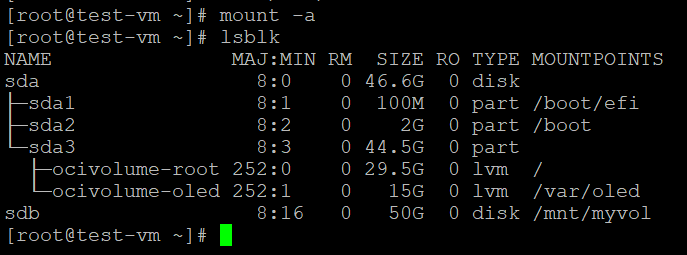 [root@test-vm ~]# mount -a
[root@test-vm ~]# lsblk
NAME               MAJ:MIN RM  SIZE RO TYPE MOUNTPOINTS
sda                  8:0    0 46.6G  0 disk
├─sda1               8:1    0  100M  0 part /boot/efi
├─sda2               8:2    0    2G  0 part /boot
└─sda3               8:3    0 44.5G  0 part
  ├─ocivolume-root 252:0    0 29.5G  0 lvm  /
  └─ocivolume-oled 252:1    0   15G  0 lvm  /var/oled
sdb                  8:16   0   50G  0 disk /mnt/myvol
[root@test-vm ~]#